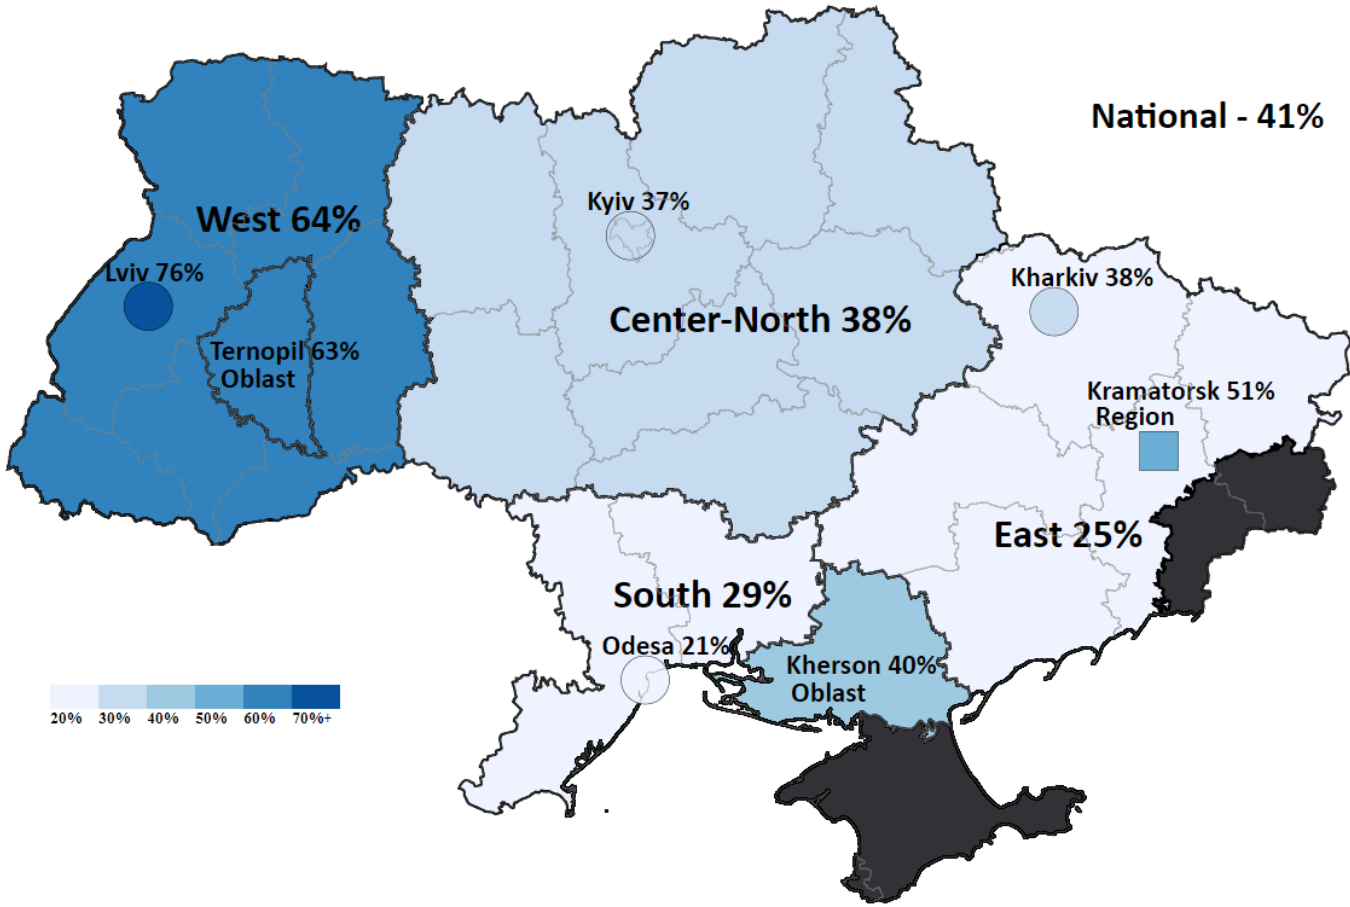 National - 41%
Kyiv 37%
West 64%
Lviv 76%
Kharkiv 38%
Center-North 38%
Ternopil 63%
Oblast
Kramatorsk 51%
Region
East 25%
South 29%
Odesa 21%
Kherson 40%
Oblast
20% 30% 40% 50% 60% 70%+